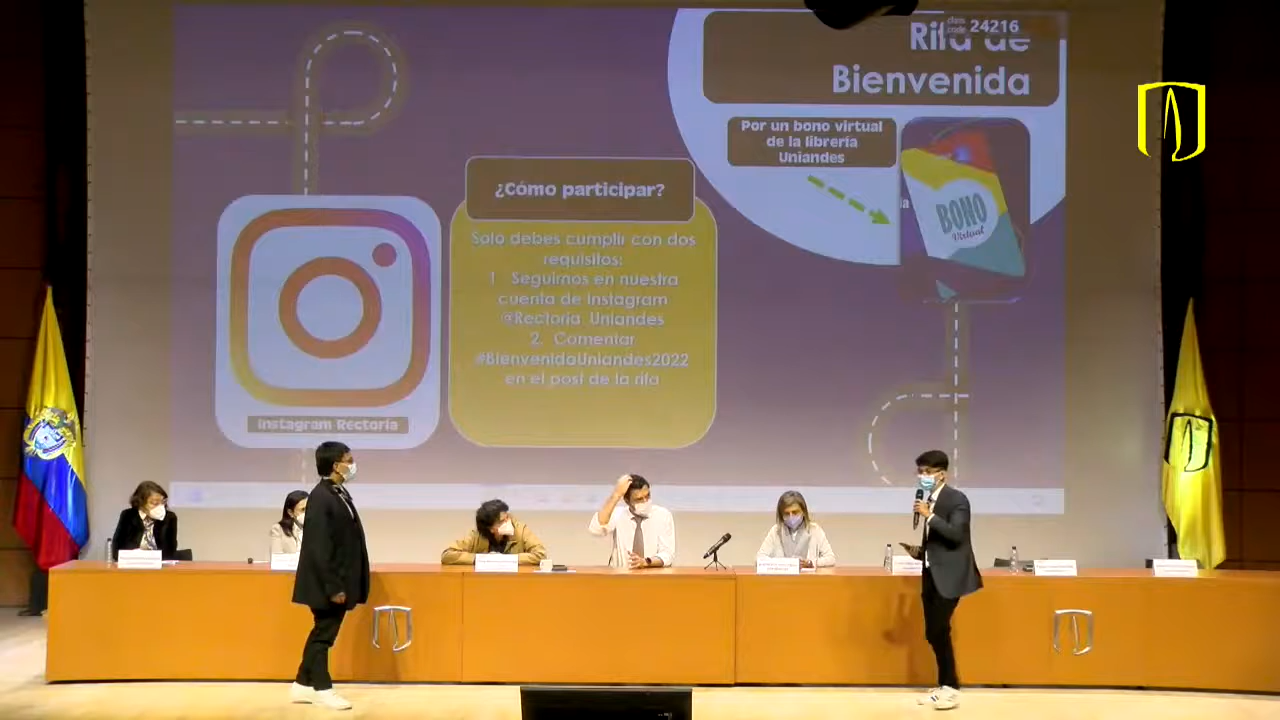 24216
Rifa de
Bienvenida
Por un bono virtual
de la librería
Uniandes
BONO
Virtual
¿Cómo participar?
Solo debes cumplir con dos
requisitos:
1. Seguirnos en nuestra
cuenta de Instagram
@Rectoria_Uniandes
2. Comentar
#BienvenidaUniandes2022
en el post de la rifa
Instagram Rectoría